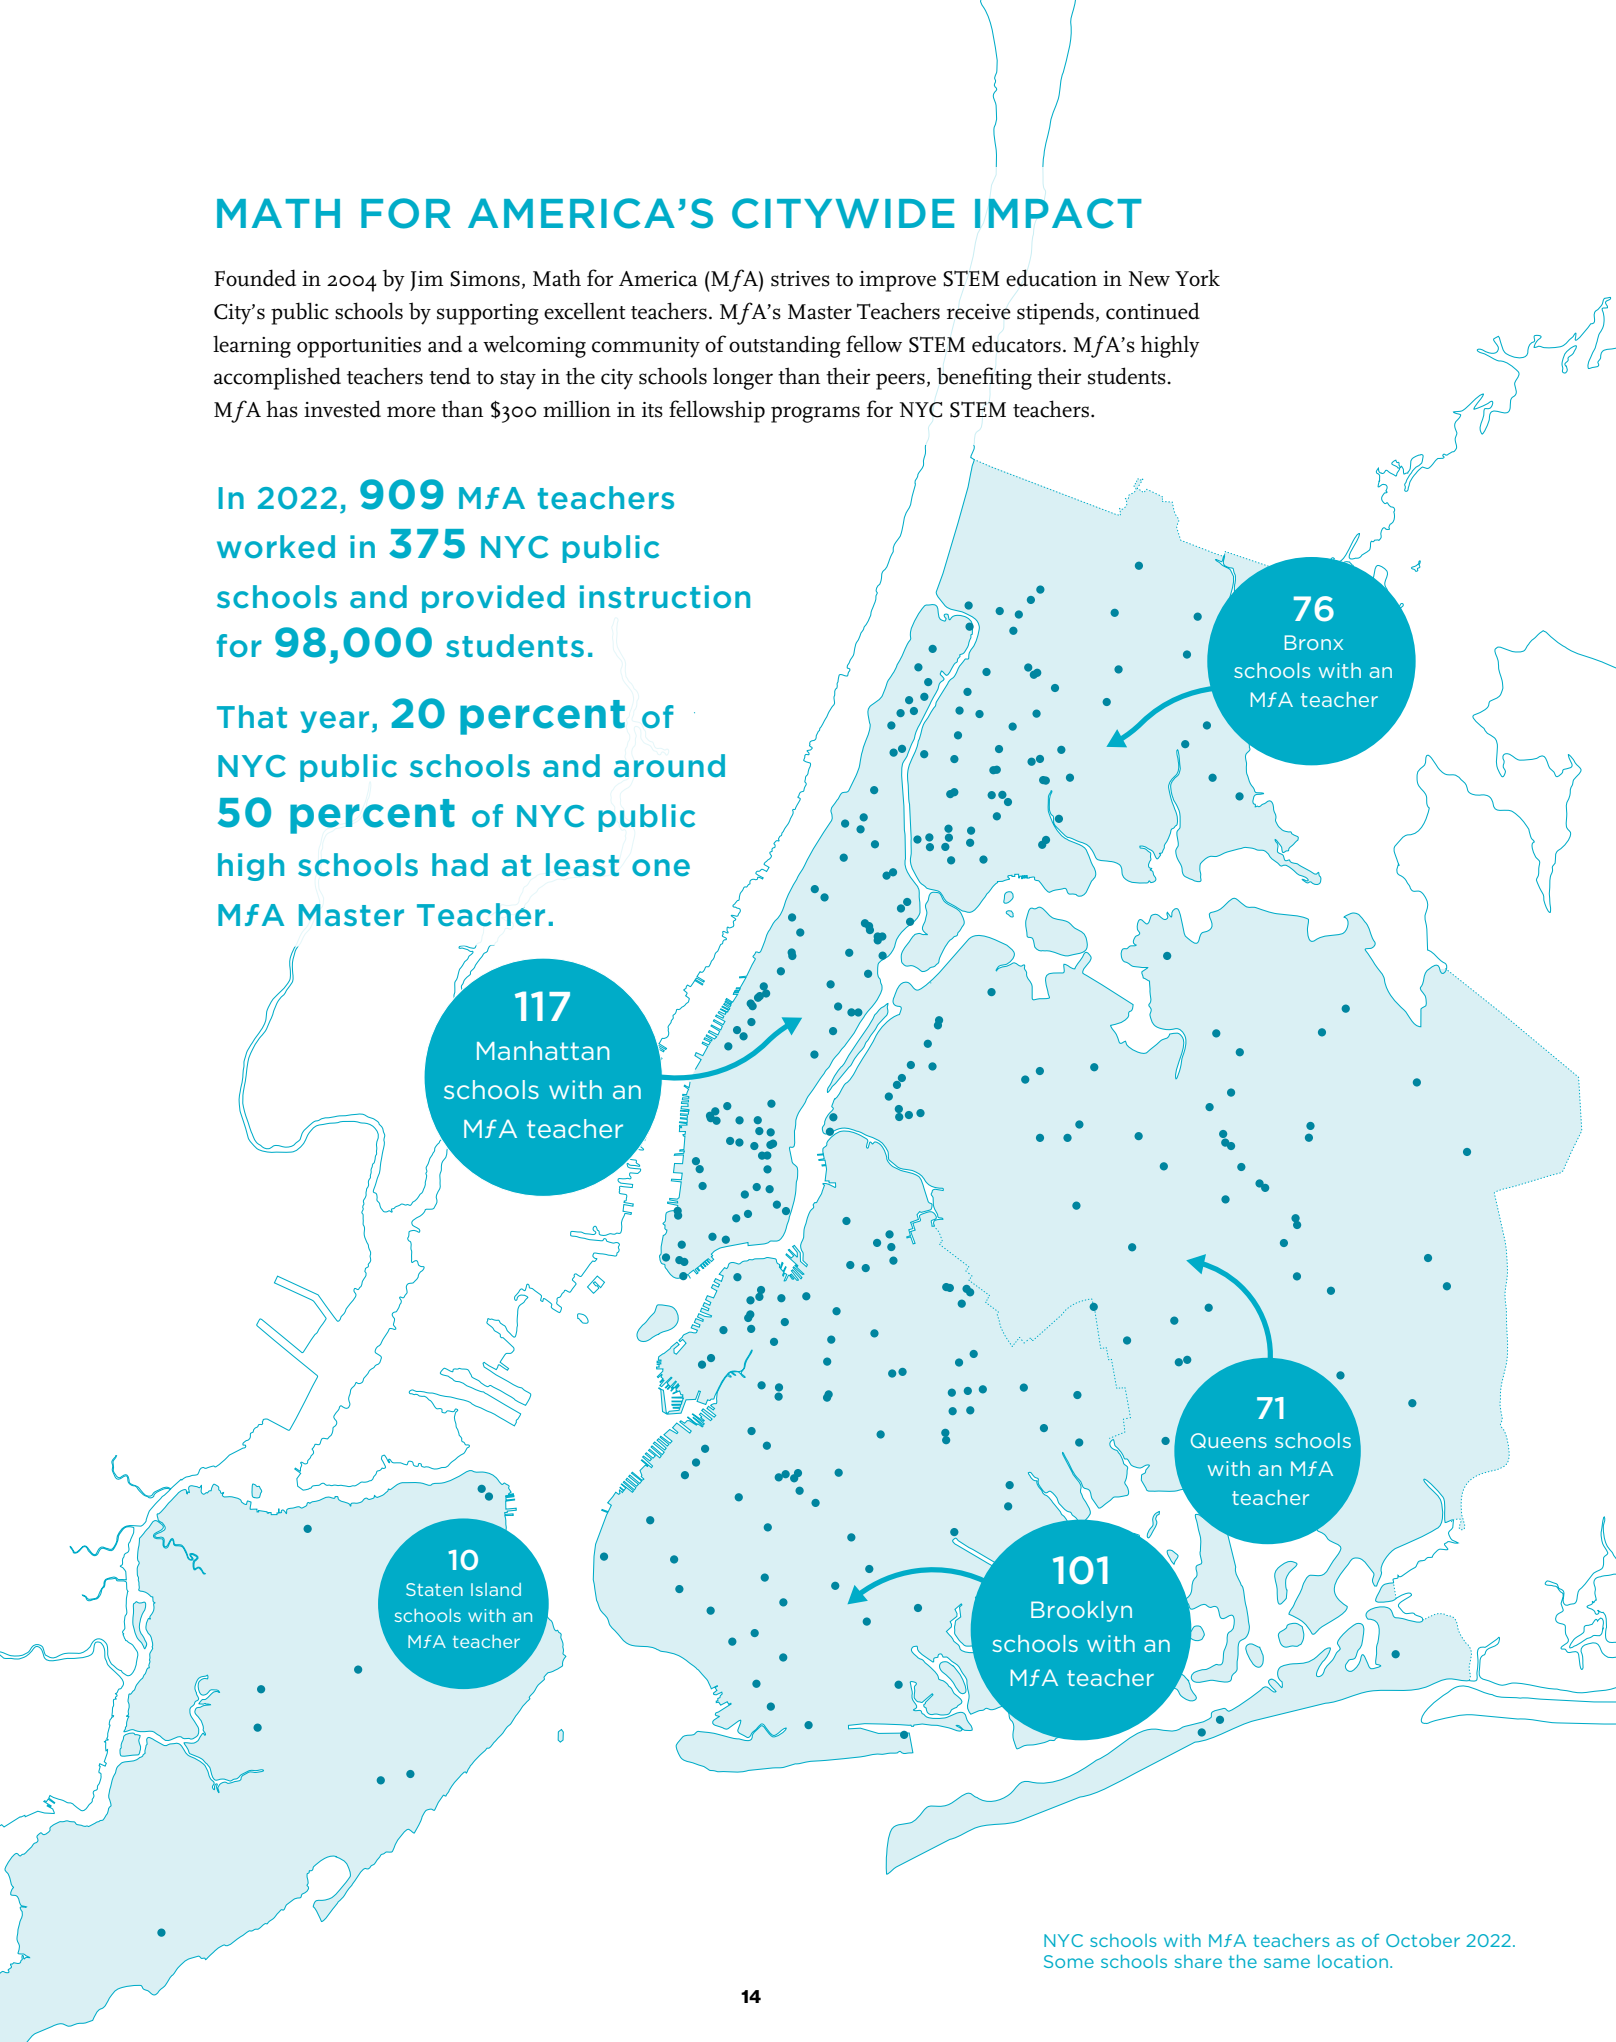 MATH FOR AMERICA’S CITYWIDE IMPACT
Founded in 2004 by Jim Simons, Math for America (MƒA) strives to improve STEM education in New York
City’s public schools by supporting excellent teachers. MƒA’s Master Teachers receive stipends, continued
learning opportunities and a welcoming community of outstanding fellow STEM educators. MƒA’s highly
accomplished teachers tend to stay in the city schools longer than their peers, benefiting their students.
MƒA has invested more than $300 million in its fellowship programs for NYC STEM teachers.
In 2022, 909 MƒA teachers
worked in 375 NYC public
schools and provided instruction
for 98,000 students.
That year, 20 percent of
NYC public schools and around
50 percent of NYC public
high schools had at least one
MƒA Master Teacher.
76
Bronx
schools with an
MƒA teacher
117
Manhattan
schools with an
MƒA teacher
71
Queens schools
with an MƒA
teacher
10
Staten Island
schools with an
MƒA teacher
101
Brooklyn
schools with an
MƒA teacher
NYC schools with MƒA teachers as of October 2022.
Some schools share the same location.
14